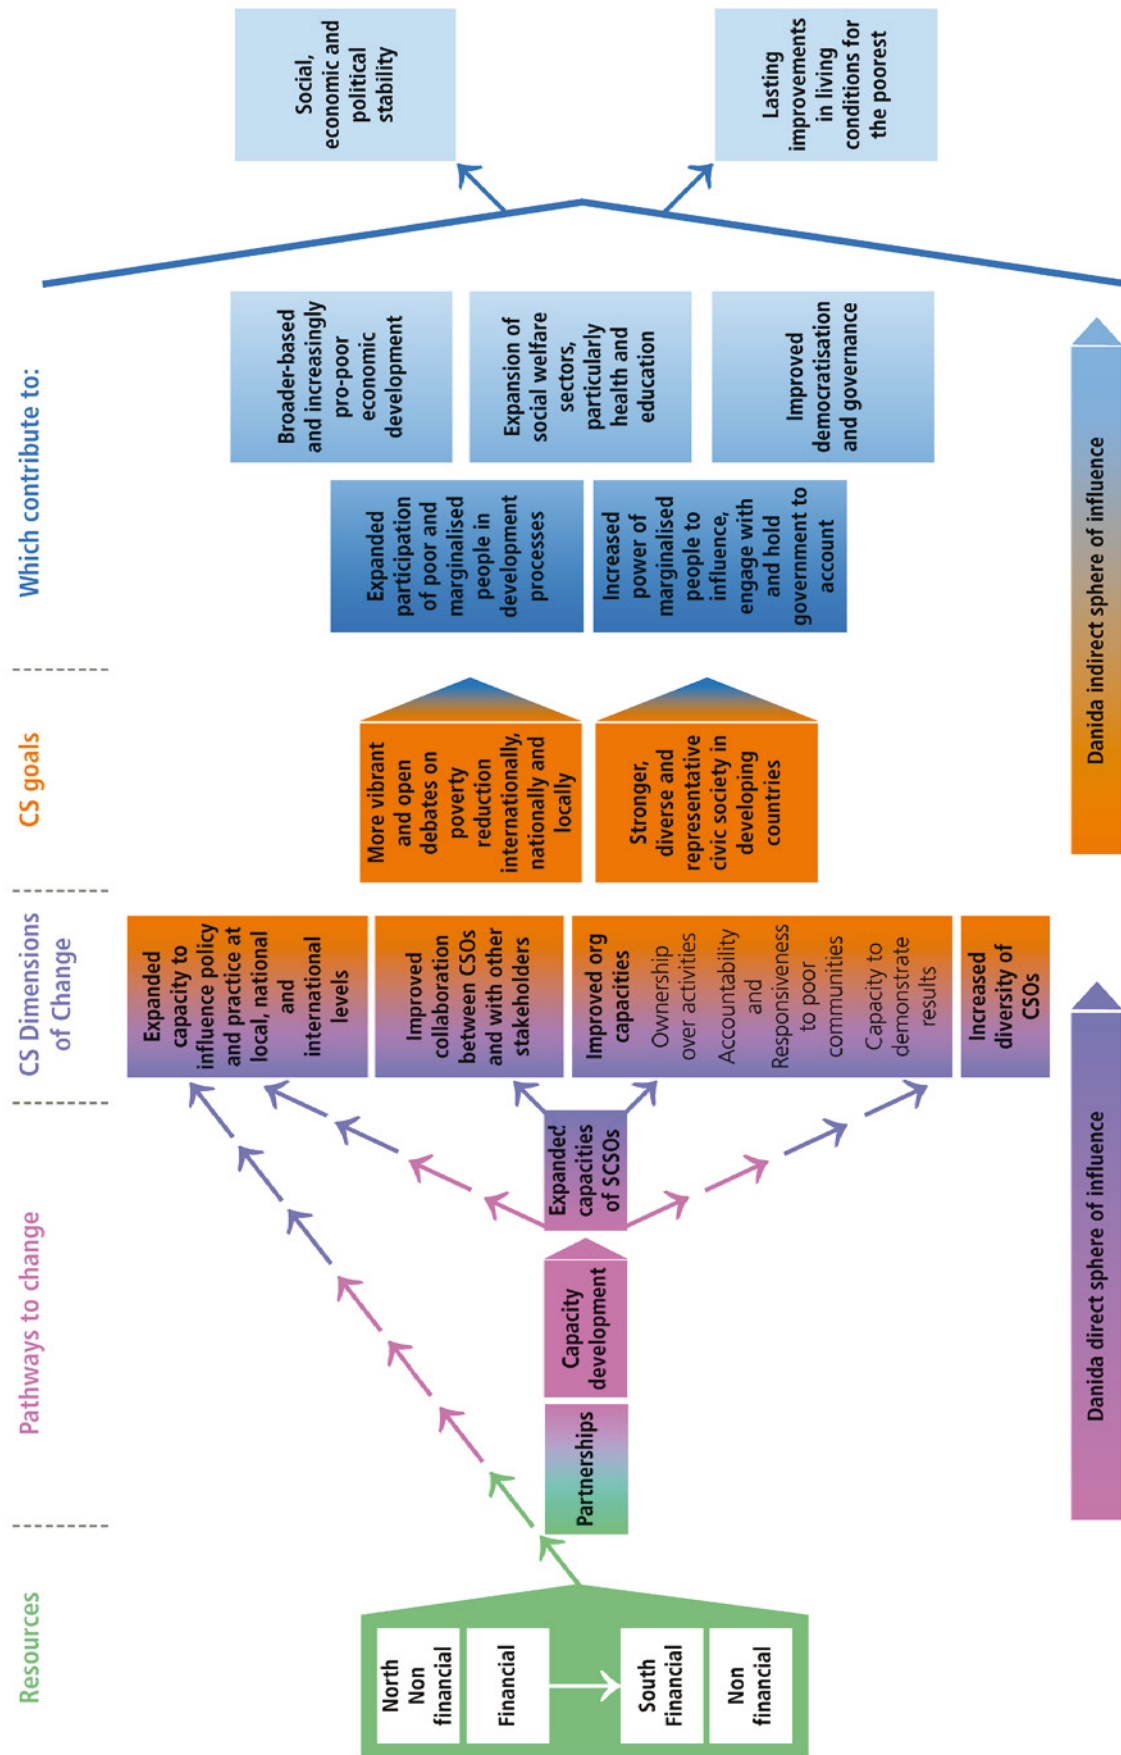 Resources
Pathways to change
CS Dimensions
of Change
CS goals
Which contribute to:
North
Non
financial
Financial
South
Financial
Non
financial
Partnerships
Capacity
development
Expanded
capacities
of SCSOs
Expanded
capacity to
influence policy
and practice at
local, national
and
international
levels
Improved
collaboration
between CSOs
and with other
stakeholders
Improved org
capacities
Ownership
over activities
Accountability
and
Responsiveness
to poor
communities
Capacity to
demonstrate
results
Increased
diversity of
CSOs
More vibrant
and open
debates on
poverty
reduction
internationally,
nationally and
locally
Stronger,
diverse and
representative
civic society in
developing
countries
Expanded
participation
of poor and
marginalised
people in
development
processes
Increased
power of
marginalised
people to
influence,
engage with
and hold
government to
account
Broader-based
and increasingly
pro-poor
economic
development
Expansion of
social welfare
sectors,
particularly
health and
education
Improved
democratisation
and governance
Social,
economic and
political
stability
Lasting
improvements
in living
conditions for
the poorest
Danida direct sphere of influence
Danida indirect sphere of influence